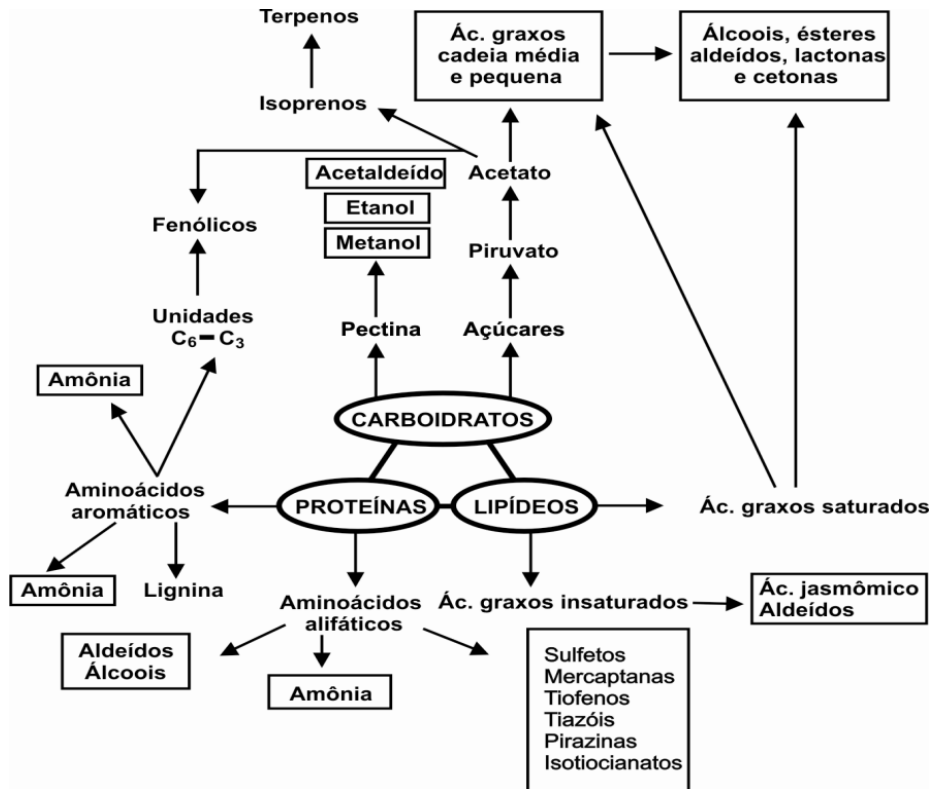 Terpenos
Ác. graxos
cadeia média
e pequena
Álcoois, ésteres
aldeídos, lactonas
e cetonas
Isoprenos
Acetaldeído
Acetato
Etanol
Fenólicos
Metanol
Piruvato
Unidades
C₆ – C₃
Pectina
Açúcares
Amônia
CARBOIDRATOS
Aminoácidos
aromáticos
PROTEÍNAS
LIPÍDEOS
Ác. graxos saturados
Amônia
Lignina
Aminoácidos
alifáticos
Ác. graxos insaturados
Ác. jasmômico
Aldeídos
Aldeídos
Álcoois
Amônia
Sulfetos
Mercaptanas
Tiofenos
Tiazóis
Pirazinas
Isotiocianatos